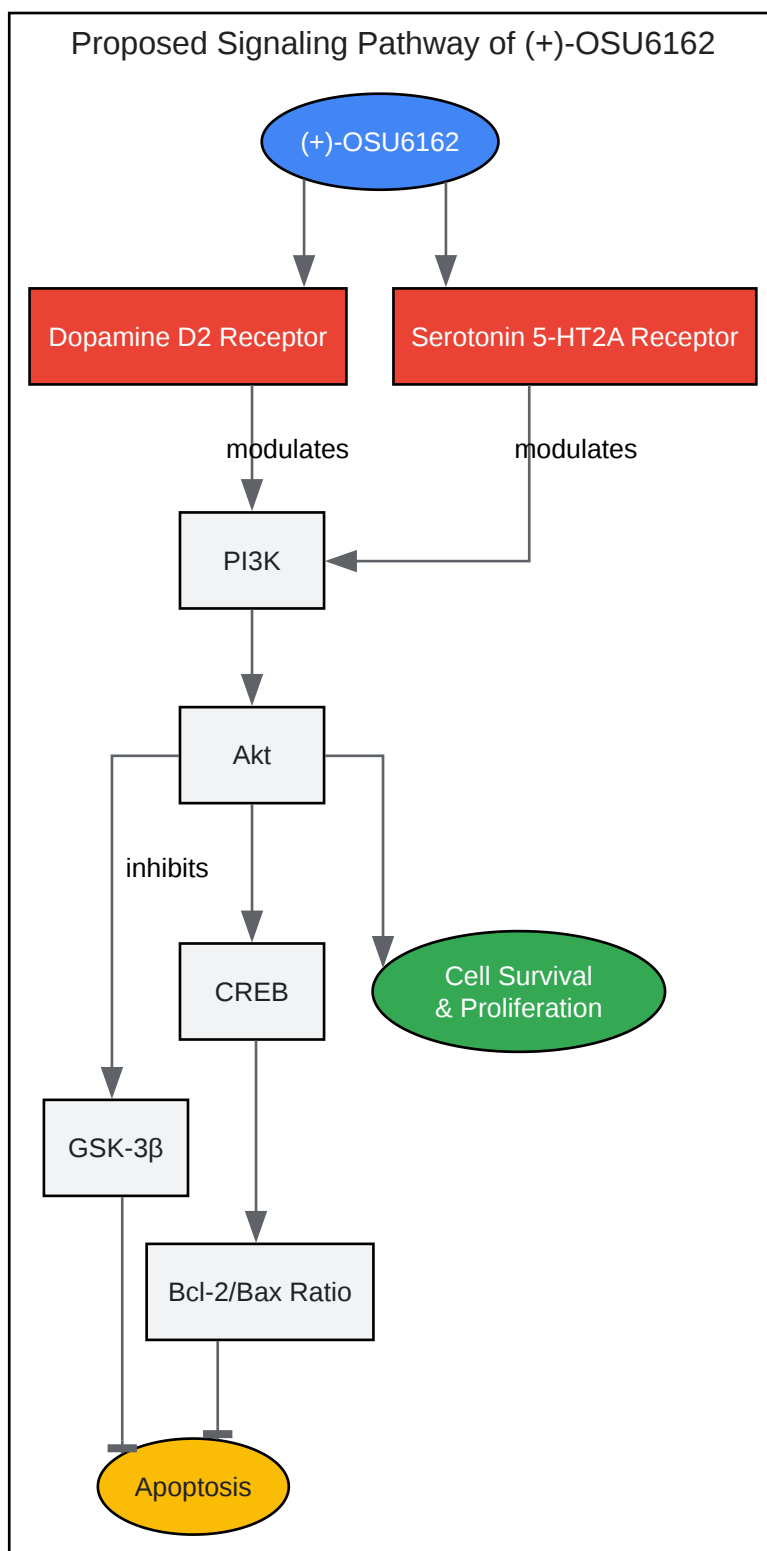 Proposed Signaling Pathway of (+)-OSU6162
(+)-OSU6162
Dopamine D2 Receptor
Serotonin 5-HT2A Receptor
modulates
modulates
PI3K
Akt
inhibits
CREB
Cell Survival
& Proliferation
GSK-3β
Bcl-2/Bax Ratio
Apoptosis